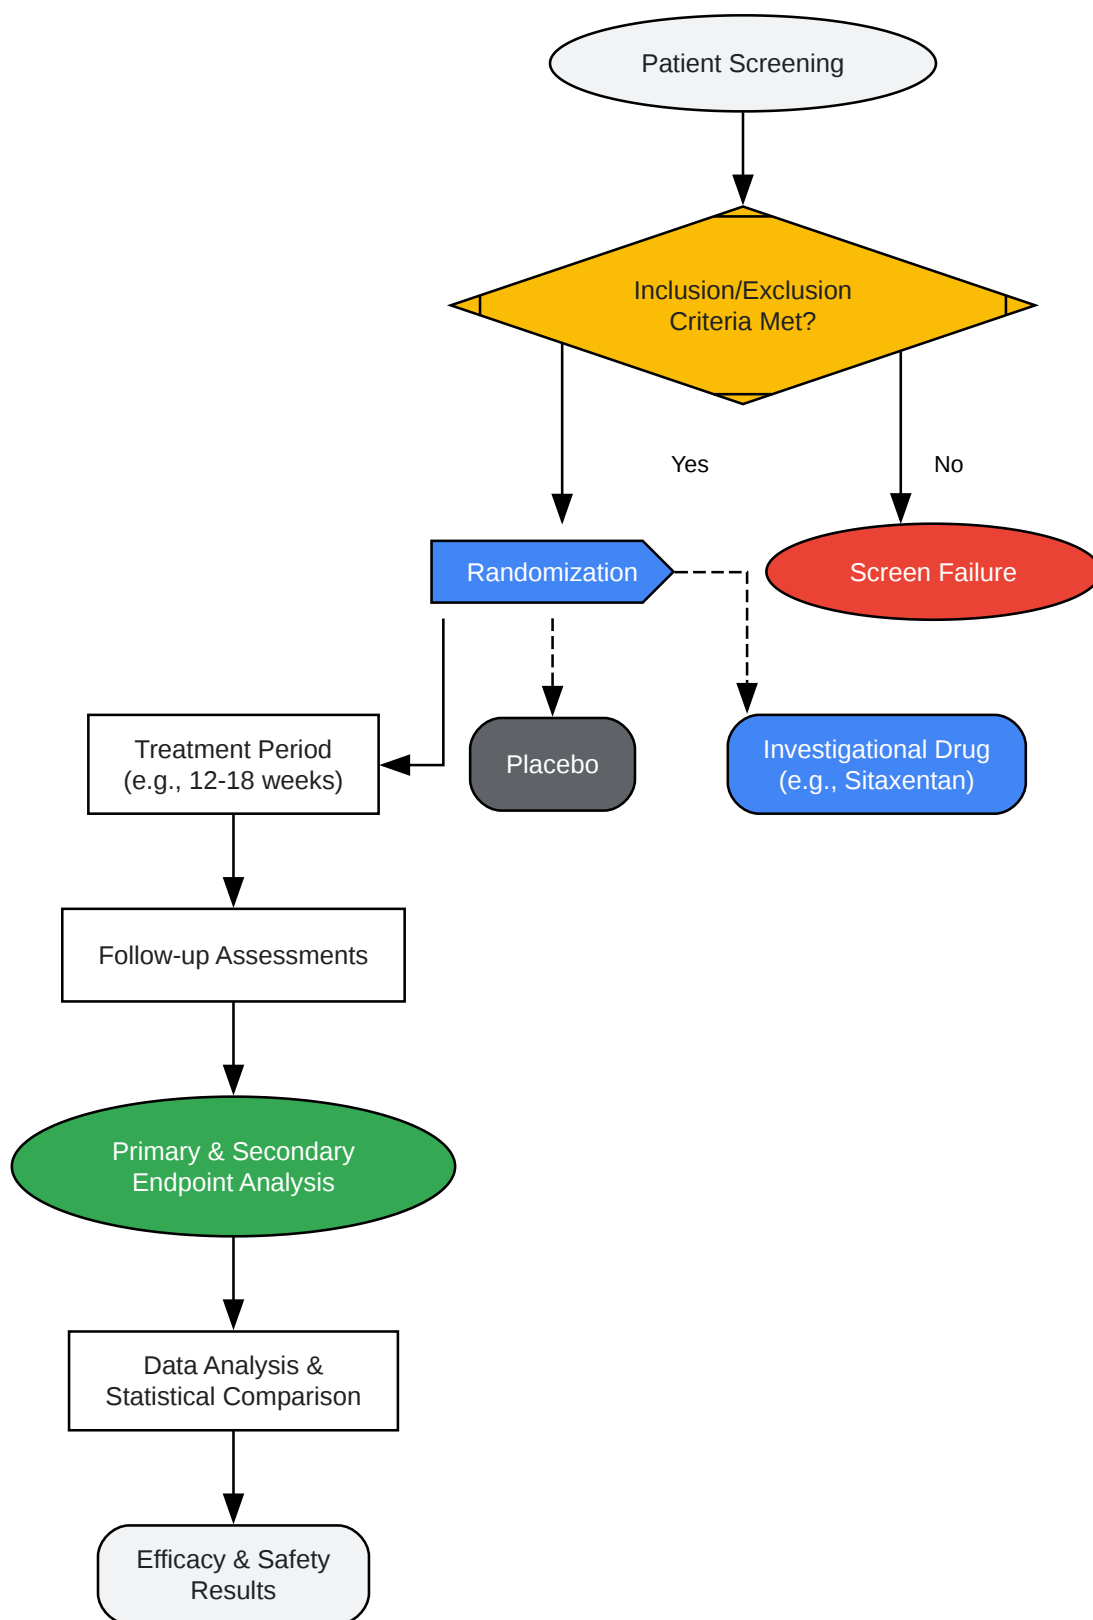 Patient Screening
Inclusion/Exclusion
Criteria Met?
Yes
No
Randomization
Screen Failure
Treatment Period
(e.g., 12-18 weeks)
Placebo
Investigational Drug
(e.g., Sitaxentan)
Follow-up Assessments
Primary & Secondary
Endpoint Analysis
Data Analysis &
Statistical Comparison
Efficacy & Safety
Results